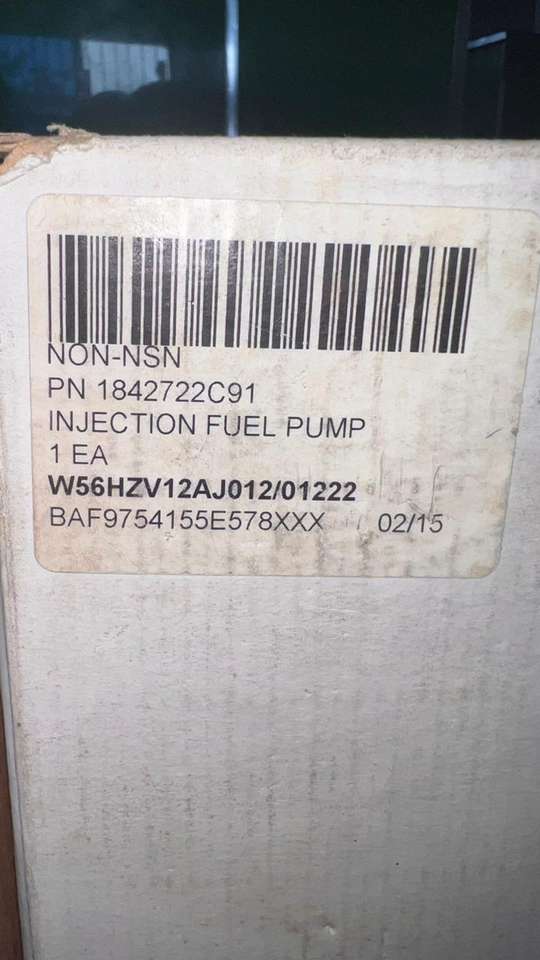 NON-NSN
PN 1842722C91
INJECTION FUEL PUMP
1 EA
W56HZV12AJ012/01222
BAF9754155E578XXX 02/15